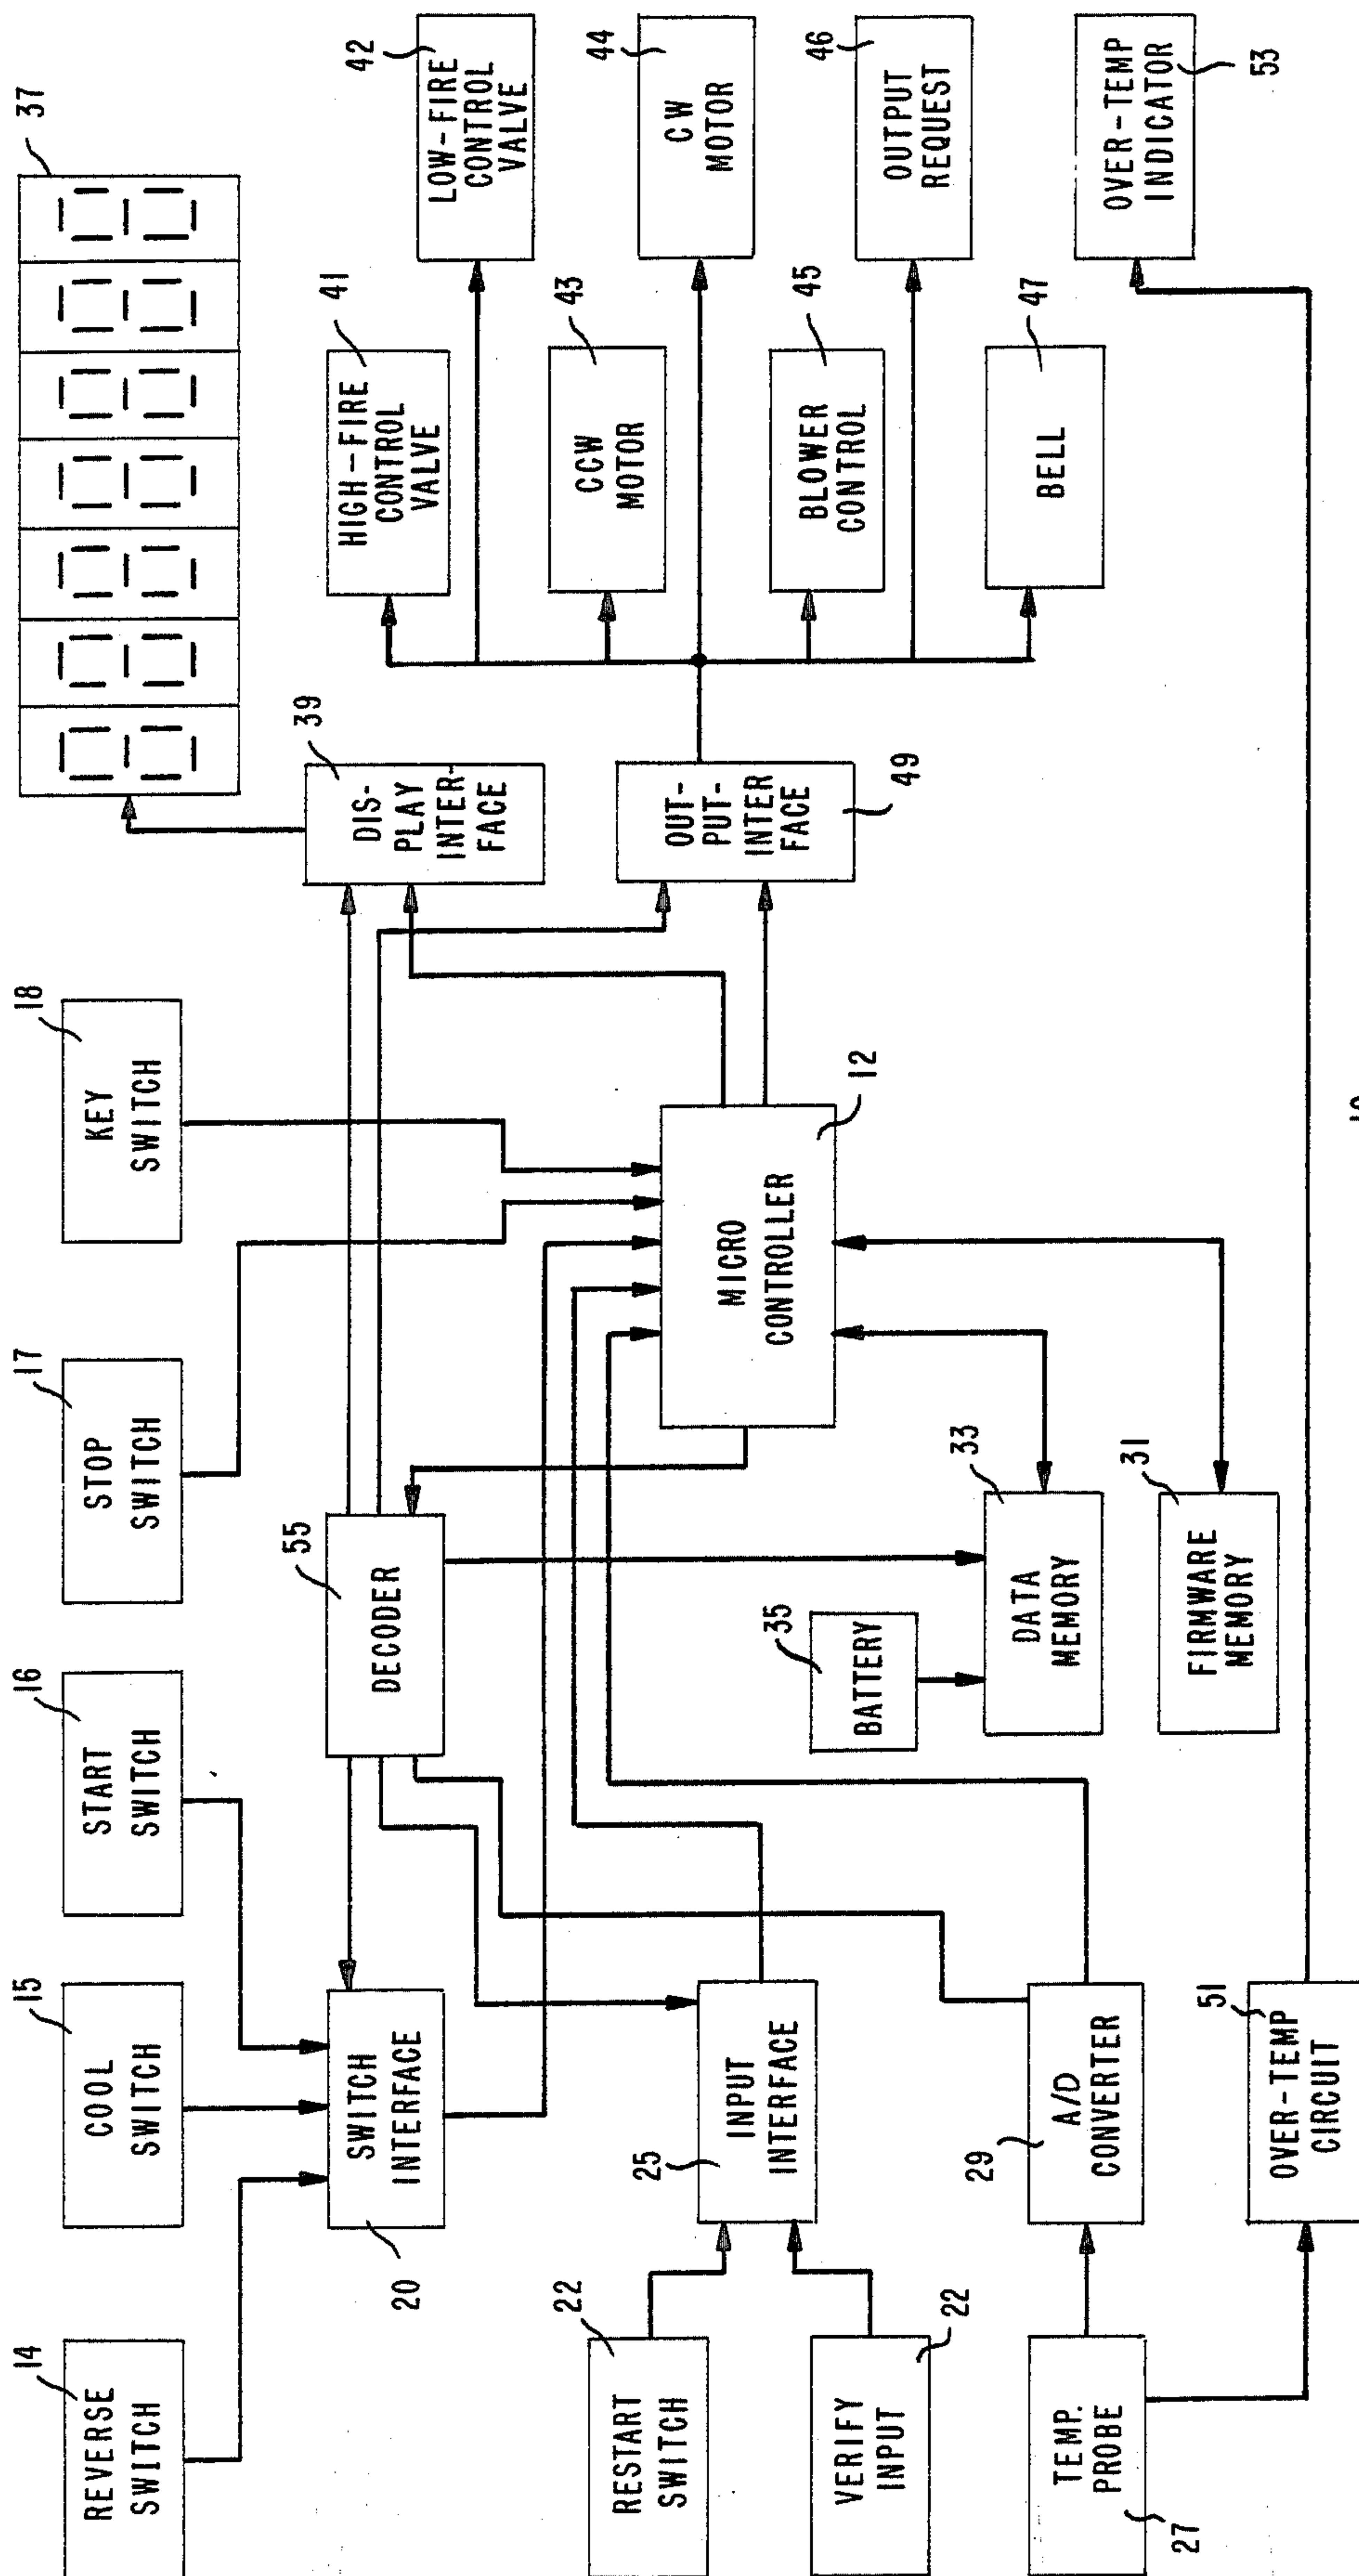 14
REVERSE
SWITCH
15
COOL
SWITCH
16
START
SWITCH
17
STOP
SWITCH
18
KEY
SWITCH
37
20
SWITCH
INTERFACE
55
DECODER
39
DIS-
PLAY
INTER-
FACE
41
HIGH-FIRE
CONTROL
VALVE
42
LOW-FIRE
CONTROL
VALVE
22
RESTART
SWITCH
22
VERIFY
INPUT
25
INPUT
INTERFACE
35
BATTERY
12
MICRO
CONTROLLER
OUT-
PUT-
INTER
FACE
49
43
CCW
MOTOR
44
CW
MOTOR
45
BLOWER
CONTROL
46
OUTPUT
REQUEST
TEMP.
PROBE
27
29
A/D
CONVERTER
33
DATA
MEMORY
31
FIRMWARE
MEMORY
47
BELL
OVER-TEMP
INDICATOR
53
51
OVER-TEMP
CIRCUIT